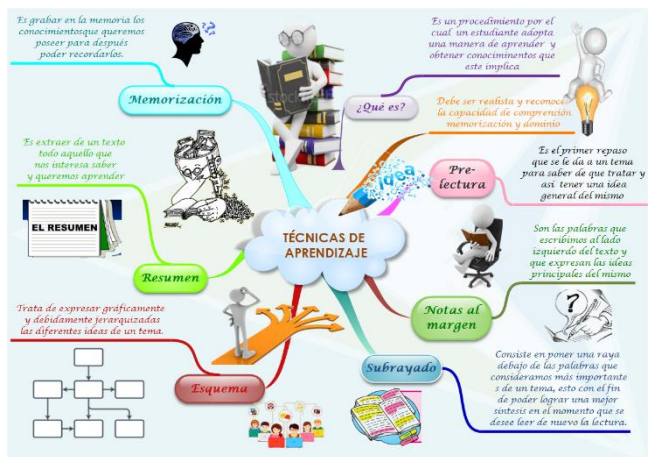 Es grabar en la memoria los
conocimientosque queremos
poseer para después
poder recordarlos.
Memorización
Es un procedimiento por el
cual un estudiante adopta
una manera de aprender y
obtener conociminentos que
este implica
¿Qué es?
Debe ser realista y reconoce
la capacidad de comprención
memorización y dominio
Es extraer de un texto
todo aquello que
nos interesa saber
y queremos aprender
EL RESUMEN
Resumen
idea
Pre-
lectura
Es el primer repaso
que se le da a un tema
para saber de que tratar y
así tener una idea
general del mismo
TÉCNICAS DE
APRENDIZAJE
Son las palabras que
escribimos al lado
izquierdo del texto y
que expresan las ideas
principales del mismo
Notas al
margen
Trata de expresar gráficamente
y debidamente jerarquizadas
las diferentes ideas de un tema.
Esquema
Subrayado
Consiste en poner una raya
debajo de las palabras que
consideramos más importante
s de un tema, esto con el fin
de poder lograr una mejor
síntesis en el momento que se
desee leer de nuevo la lectura.